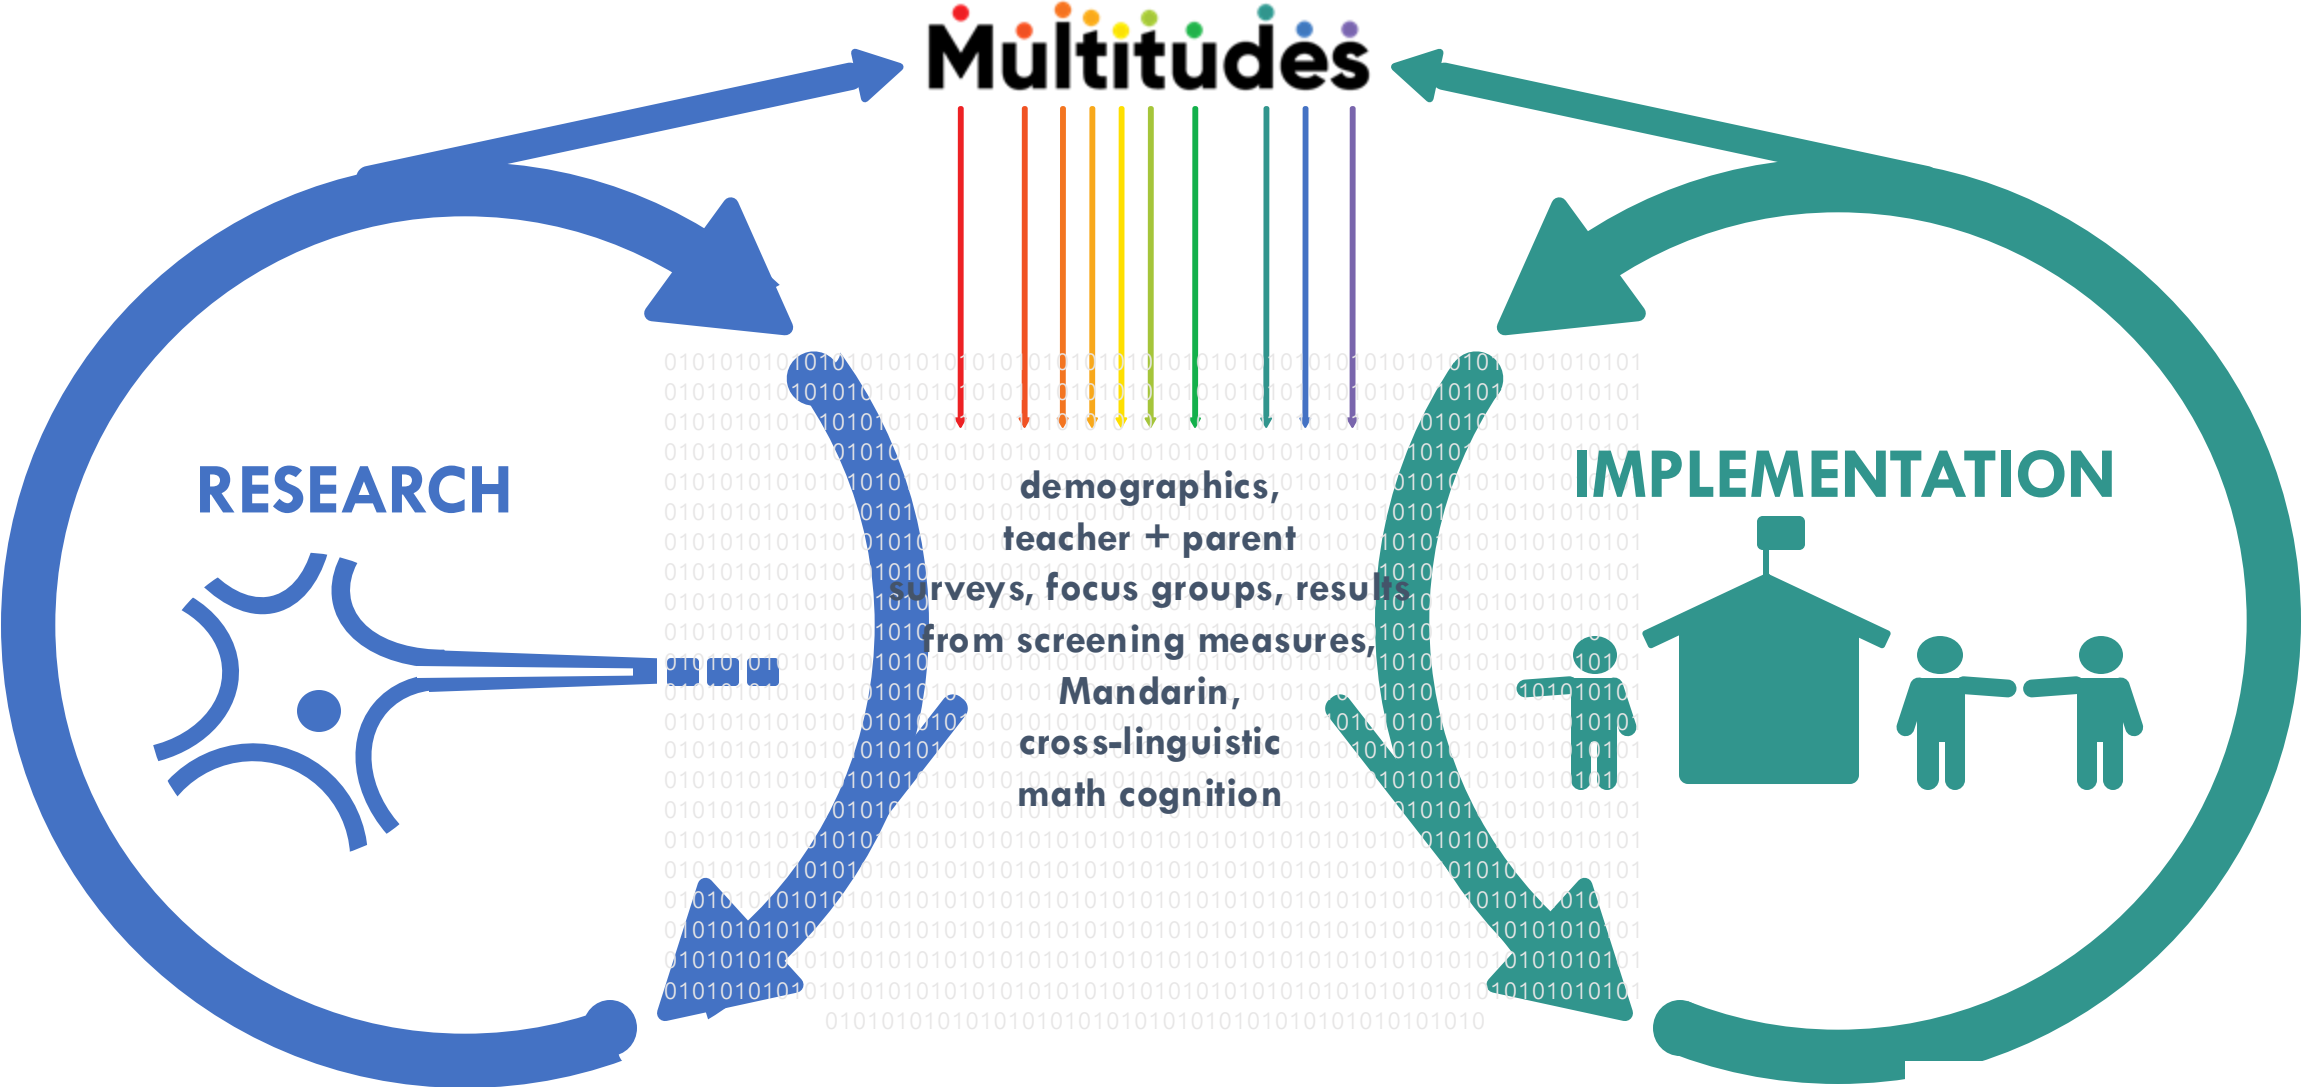 Multitudes
RESEARCH
IMPLEMENTATION
demographics,
teacher + parent
surveys, focus groups, results
from screening measures,
Mandarin,
cross-linguistic
math cognition